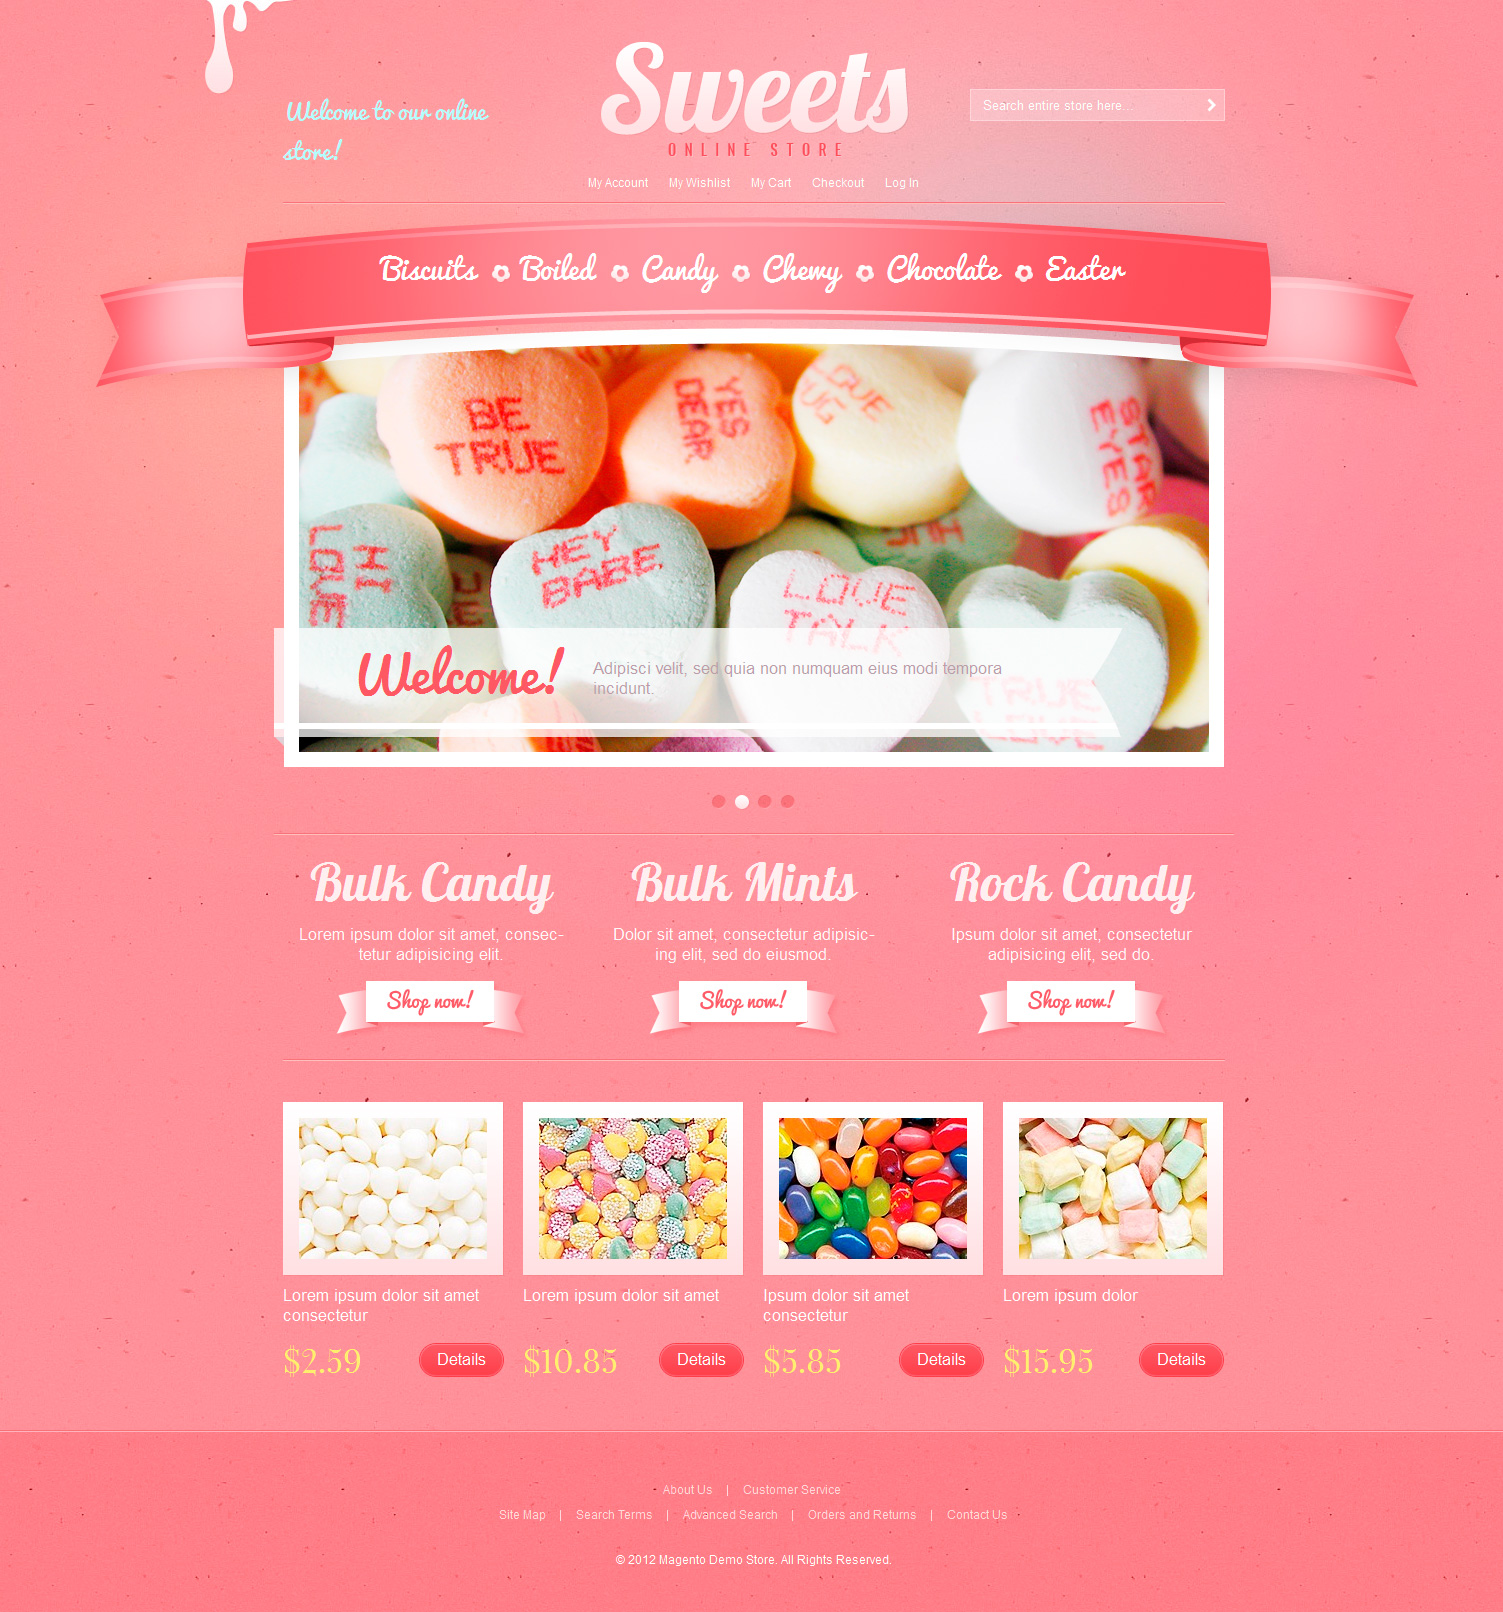 Welcome to our online
store!
Sweets
ONLINE STORE
Search entire store here...
My Account My Wishlist My Cart Checkout Log In
Biscuits Boiled Candy Chewy Chocolate Easter
BE
TRUE
YES
DEAR
LOVE
STAR
EYES
LOVE
HI
HEY
BABE
LOVE
TALK
TRUE
LOVE
Welcome!
Adipisci velit, sed quia non numquam eius modi tempora
incidunt.
Bulk Candy
Lorem ipsum dolor sit amet, consec-
tetur adipisicing elit.
Shop now!
Bulk Mints
Dolor sit amet, consectetur adipisic-
ing elit, sed do eiusmod.
Shop now!
Rock Candy
Ipsum dolor sit amet, consectetur
adipisicing elit, sed do.
Shop now!
Lorem ipsum dolor sit amet
consectetur
$2.59 Details
Lorem ipsum dolor sit amet
$10.85 Details
Ipsum dolor sit amet
consectetur
$5.85 Details
Lorem ipsum dolor
$15.95 Details
About Us | Customer Service
Site Map | Search Terms | Advanced Search | Orders and Returns | Contact Us
© 2012 Magento Demo Store. All Rights Reserved.